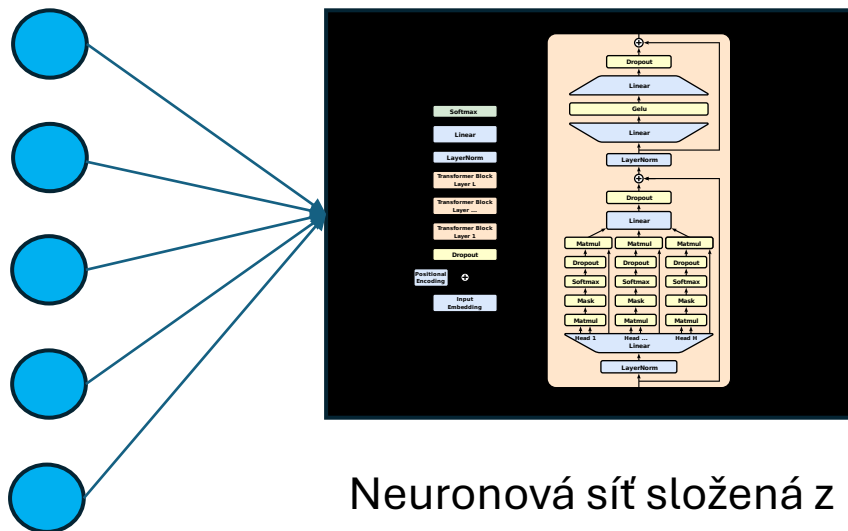 Softmax
Linear
LayerNorm
Transformer Block
Layer L
Transformer Block
Layer ...
Transformer Block
Layer 1
Dropout
Positional
Encoding
Input
Embedding
Dropout
Linear
Gelu
Linear
LayerNorm
Dropout
Linear
Matmul Matmul Matmul
Dropout Dropout Dropout
Softmax Softmax Softmax
Mask Mask Mask
Matmul Matmul Matmul
Head 1 Head ... Head H
Linear
LayerNorm
Neuronová síť složená z